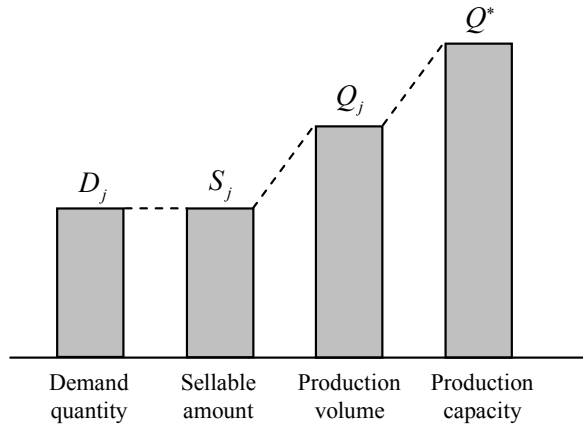 Q*
Q_j
D_j
S_j
Demand quantity
Sellable amount
Production volume
Production capacity